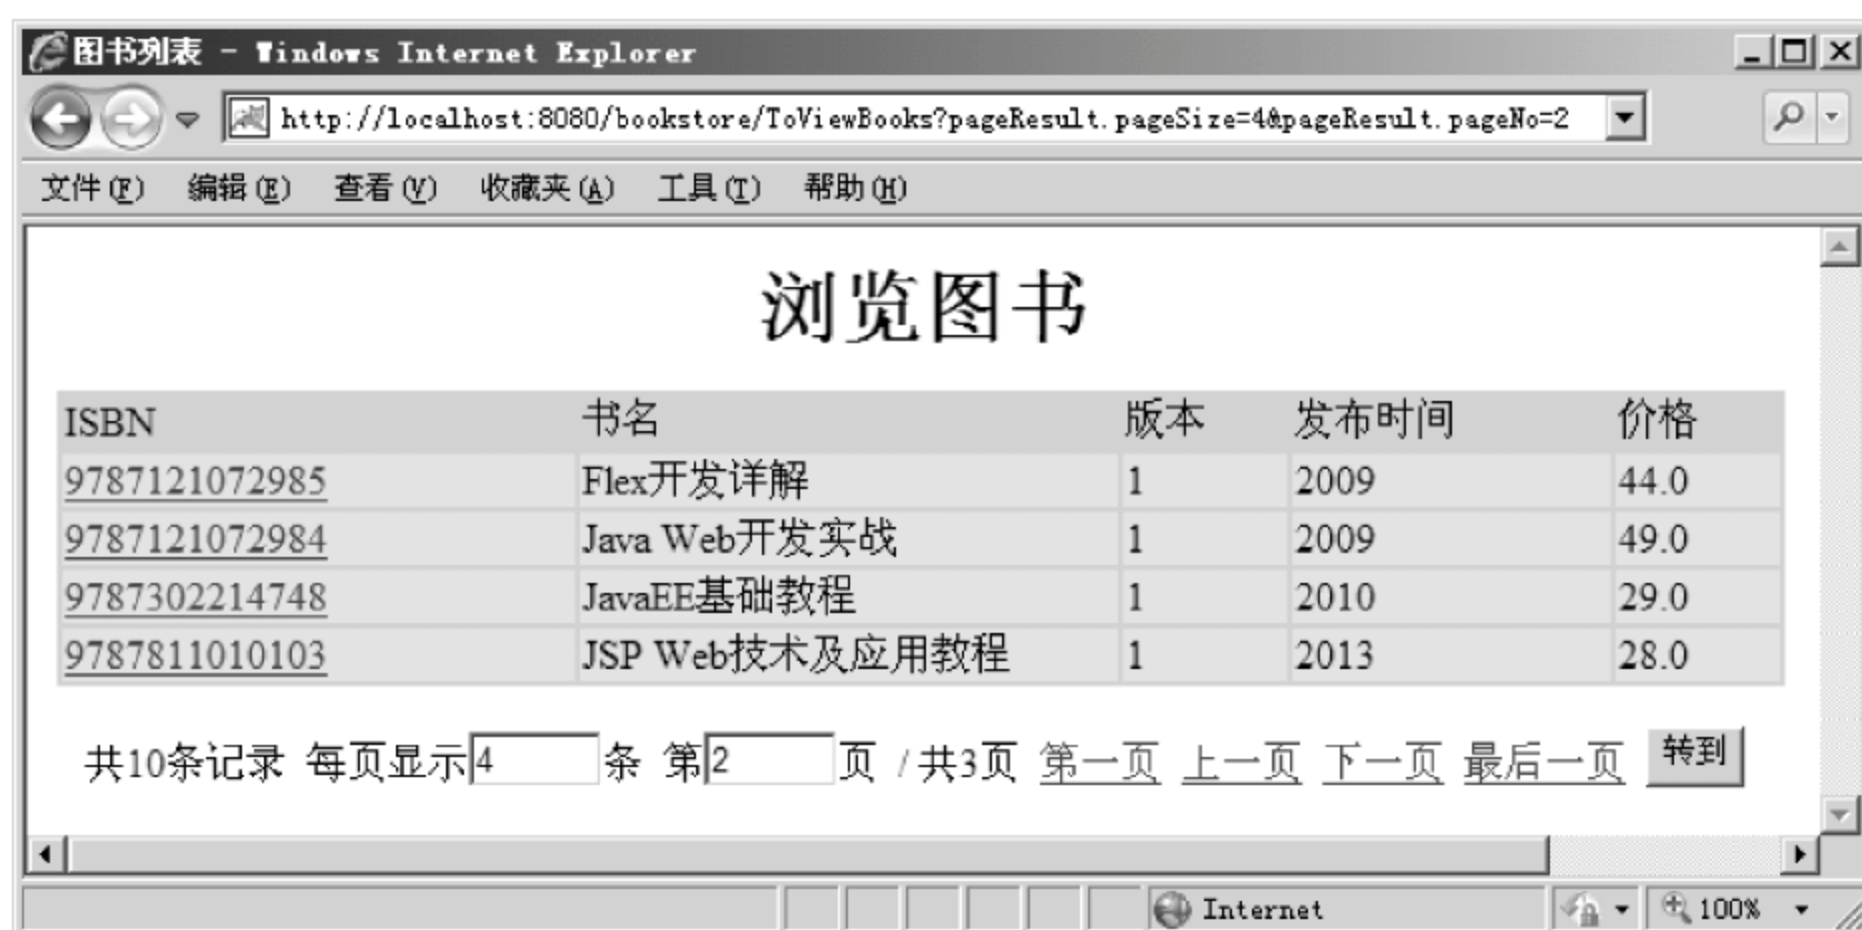 图书列表 - Windows Internet Explorer
http://localhost:8080/bookstore/ToViewBooks?pageResult.pageSize=4&pageResult.pageNo=2
文件(F) 编辑(E) 查看(V) 收藏夹(A) 工具(T) 帮助(H)
浏览图书
ISBN 书名 版本 发布时间 价格
9787121072985 Flex开发详解 1 2009 44.0
9787121072984 Java Web开发实战 1 2009 49.0
9787302214748 JavaEE基础教程 1 2010 29.0
9787811010103 JSP Web技术及应用教程 1 2013 28.0
共10条记录 每页显示4条 第2页 / 共3页 第一页 上一页 下一页 最后一页 转到
Internet 100%